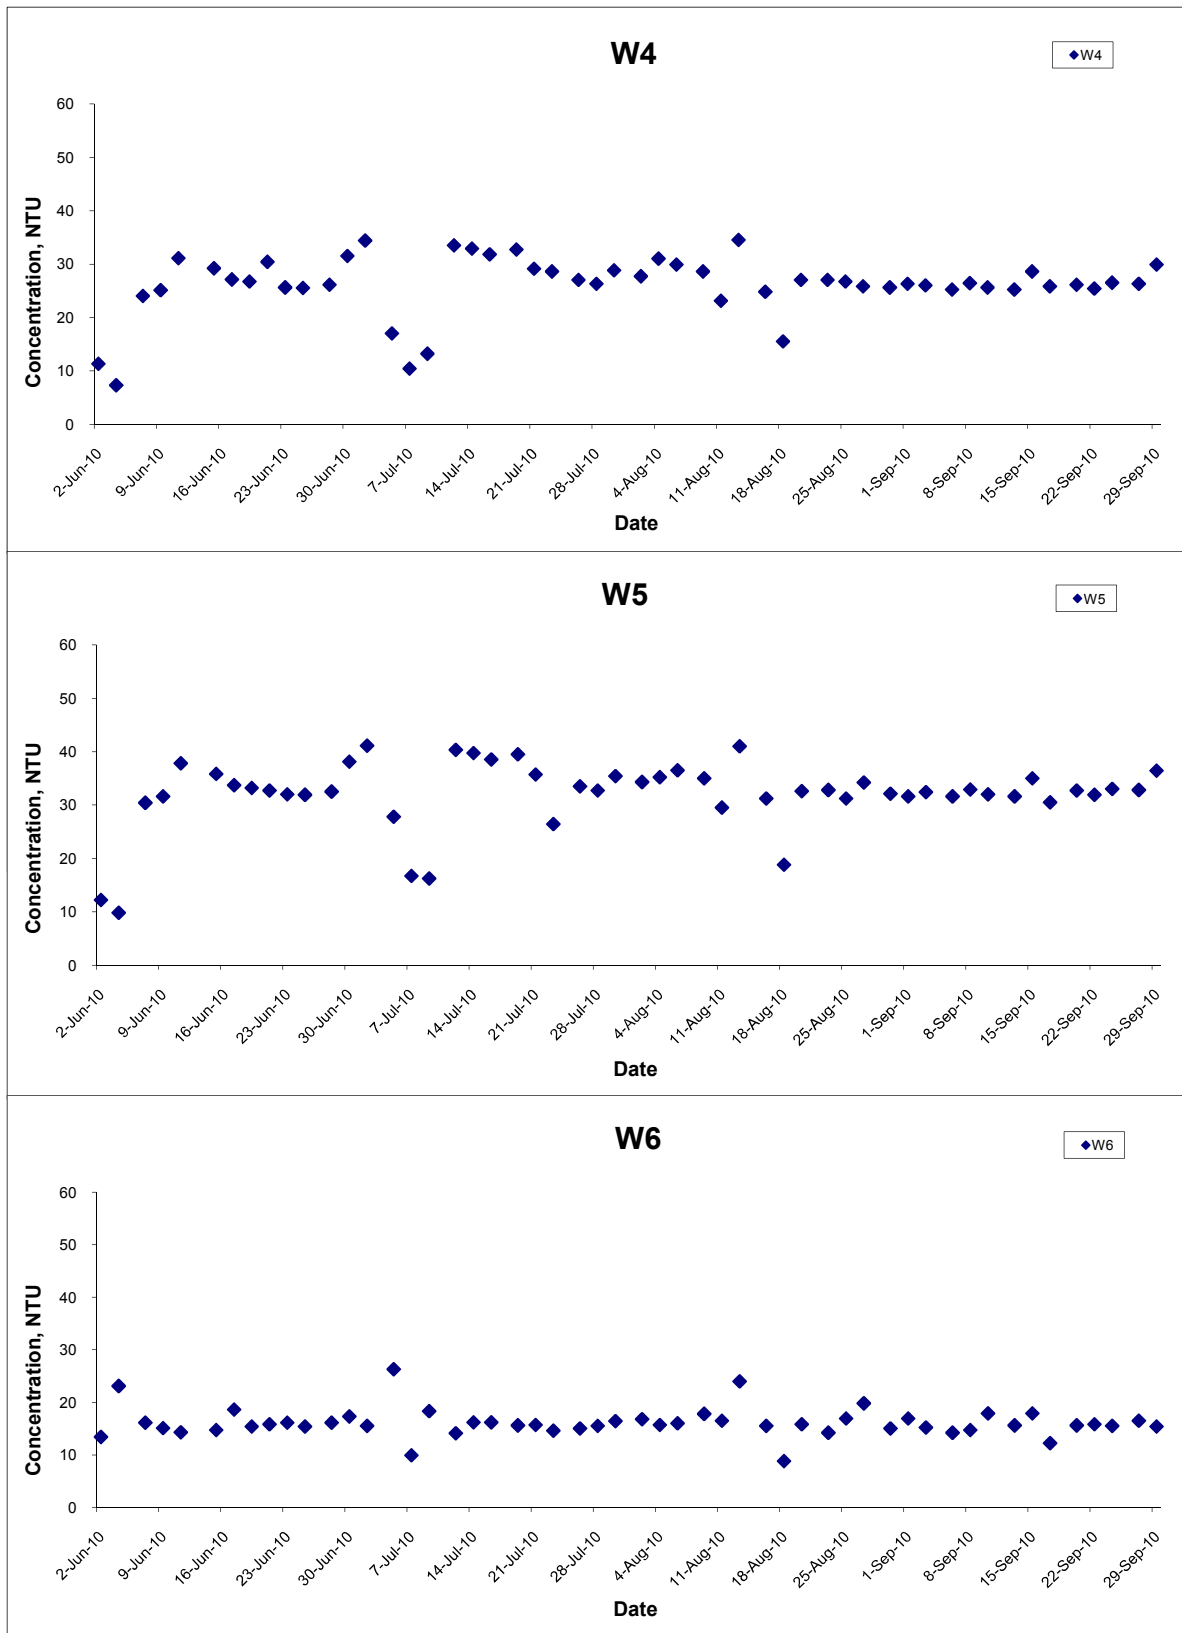 W4
W4
60
50
40
30
20
10
0
Concentration, NTU
2-Jun-10 9-Jun-10 16-Jun-10 23-Jun-10 30-Jun-10 7-Jul-10 14-Jul-10 21-Jul-10 28-Jul-10 4-Aug-10 11-Aug-10 18-Aug-10 25-Aug-10 1-Sep-10 8-Sep-10 15-Sep-10 22-Sep-10 29-Sep-10
Date
W5
W5
60
50
40
30
20
10
0
Concentration, NTU
2-Jun-10 9-Jun-10 16-Jun-10 23-Jun-10 30-Jun-10 7-Jul-10 14-Jul-10 21-Jul-10 28-Jul-10 4-Aug-10 11-Aug-10 18-Aug-10 25-Aug-10 1-Sep-10 8-Sep-10 15-Sep-10 22-Sep-10 29-Sep-10
Date
W6
W6
60
50
40
30
20
10
0
Concentration, NTU
2-Jun-10 9-Jun-10 16-Jun-10 23-Jun-10 30-Jun-10 7-Jul-10 14-Jul-10 21-Jul-10 28-Jul-10 4-Aug-10 11-Aug-10 18-Aug-10 25-Aug-10 1-Sep-10 8-Sep-10 15-Sep-10 22-Sep-10 29-Sep-10
Date